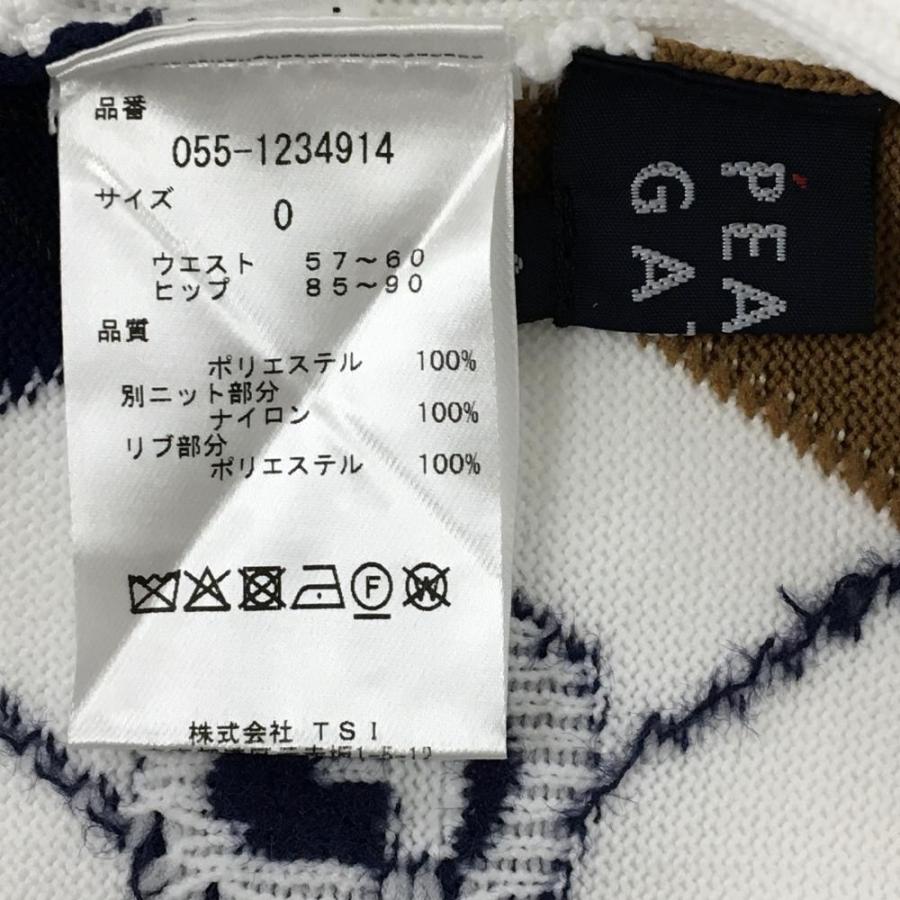 品番
055-1234914
サイズ
0
ウエスト 57～60
ヒップ 85～90
品質
ポリエステル 100%
別ニット部分
ナイロン 100%
リブ部分
ポリエステル 100%
F W
株式会社 TSI
PEA
GA